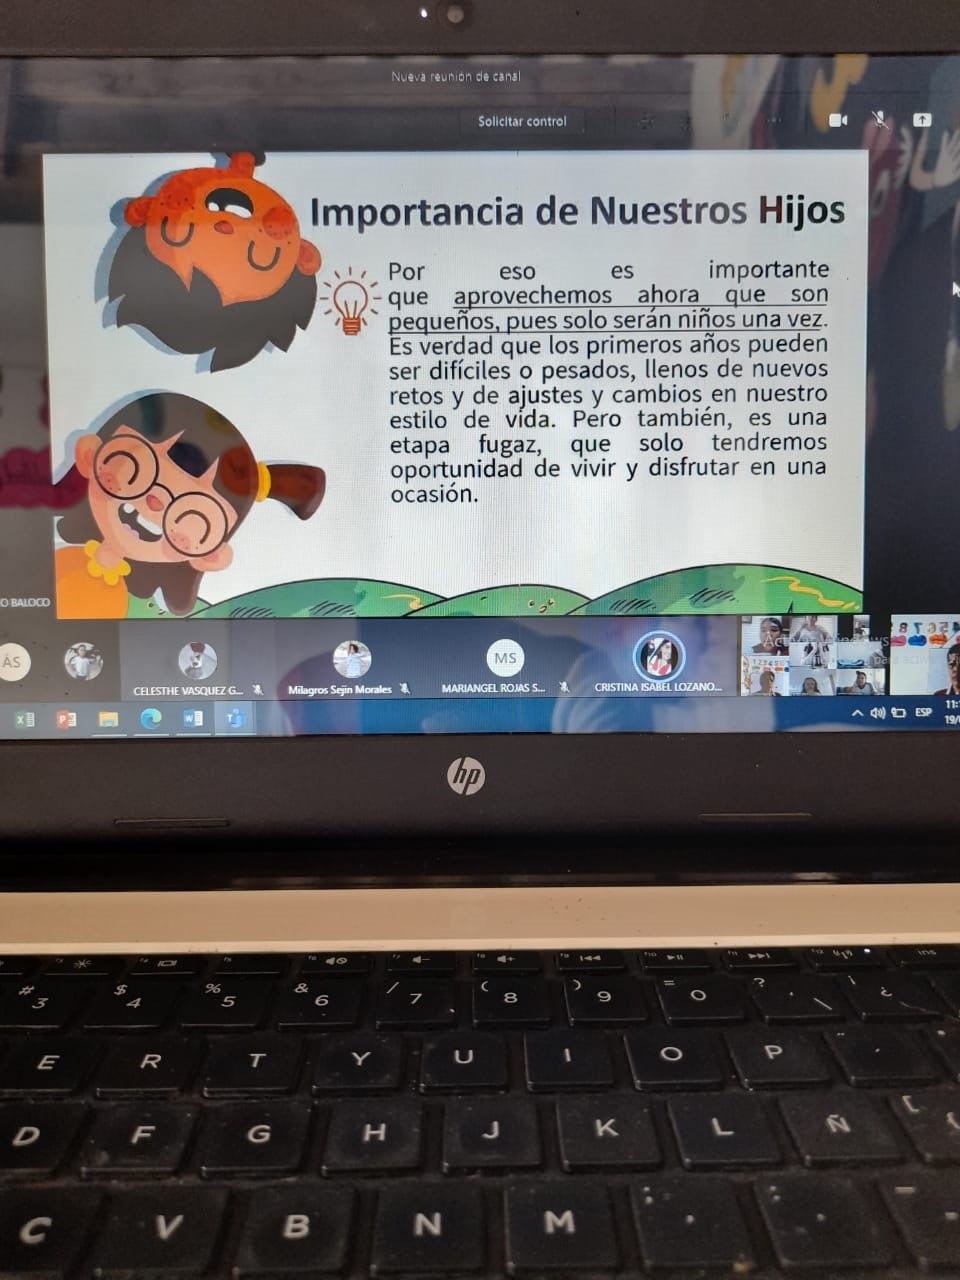 Nueva reunión de canal
Solicitar control
Importancia de Nuestros Hijos
Por eso es importante
que aprovechemos ahora que son
pequeños, pues solo serán niños una vez.
Es verdad que los primeros años pueden
ser difíciles o pesados, llenos de nuevos
retos y de ajustes y cambios en nuestro
estilo de vida. Pero también, es una
etapa fugaz, que solo tendremos
oportunidad de vivir y disfrutar en una
ocasión.
O BALOCO
ÁS
MS
CELESTHE VASQUEZ G...
Milagros Sejin Morales
MARIANGEL ROJAS S...
CRISTINA ISABEL LOZANO...
ESP
11:
19/
hp
ins
# 3 $ 4 % 5 & 6 / 7 ( 8 ) 9 = 0 ? ' \ ¿
E R T Y U I O P
D F G H J K L Ñ [ {
C V B N M ; , : . _ -